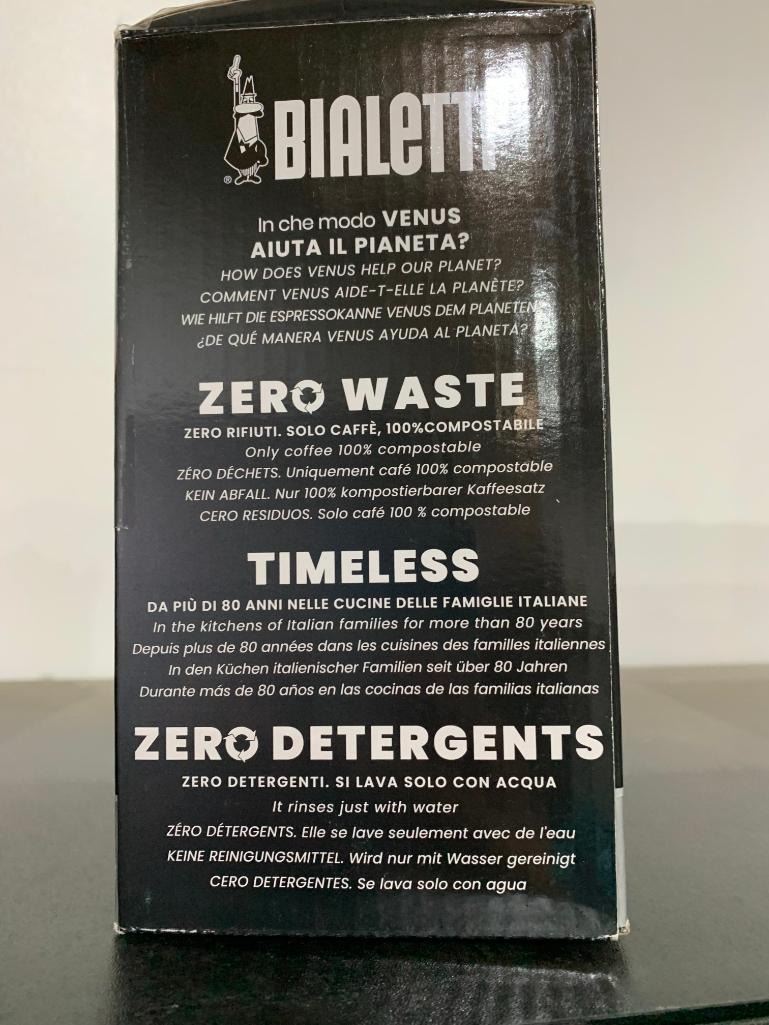 BIALETTI
®
In che modo VENUS
AIUTA IL PIANETA?
HOW DOES VENUS HELP OUR PLANET?
COMMENT VENUS AIDE-T-ELLE LA PLANÈTE?
WIE HILFT DIE ESPRESSOKANNE VENUS DEM PLANETEN
¿DE QUÉ MANERA VENUS AYUDA AL PLANETA?
ZERO WASTE
ZERO RIFIUTI. SOLO CAFFÈ, 100%COMPOSTABILE
Only coffee 100% compostable
ZÉRO DÉCHETS. Uniquement café 100% compostable
KEIN ABFALL. Nur 100% kompostierbarer Kaffeesatz
CERO RESIDUOS. Solo café 100 % compostable
TIMELESS
DA PIÙ DI 80 ANNI NELLE CUCINE DELLE FAMIGLIE ITALIANE
In the kitchens of Italian families for more than 80 years
Depuis plus de 80 années dans les cuisines des familles italiennes
In den Küchen italienischer Familien seit über 80 Jahren
Durante más de 80 años en las cocinas de las familias italianas
ZERO DETERGENTS
ZERO DETERGENTI. SI LAVA SOLO CON ACQUA
It rinses just with water
ZÉRO DÉTERGENTS. Elle se lave seulement avec de l'eau
KEINE REINIGUNGSMITTEL. Wird nur mit Wasser gereinigt
CERO DETERGENTES. Se lava solo con agua